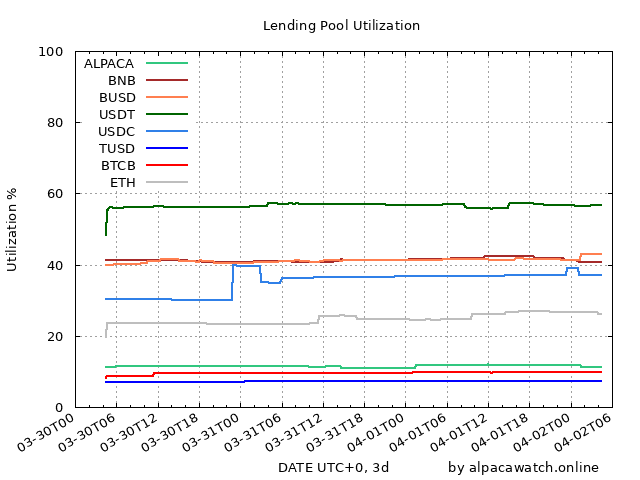 Lending Pool Utilization
Utilization %
100
80
60
40
20
0
ALPACA
BNB
BUSD
USDT
USDC
TUSD
BTCB
ETH
03-30T00
03-30T06
03-30T12
03-30T18
03-31T00
03-31T06
03-31T12
03-31T18
04-01T00
04-01T06
04-01T12
04-01T18
04-02T00
04-02T06
DATE UTC+0, 3d
by alpacawatch.online